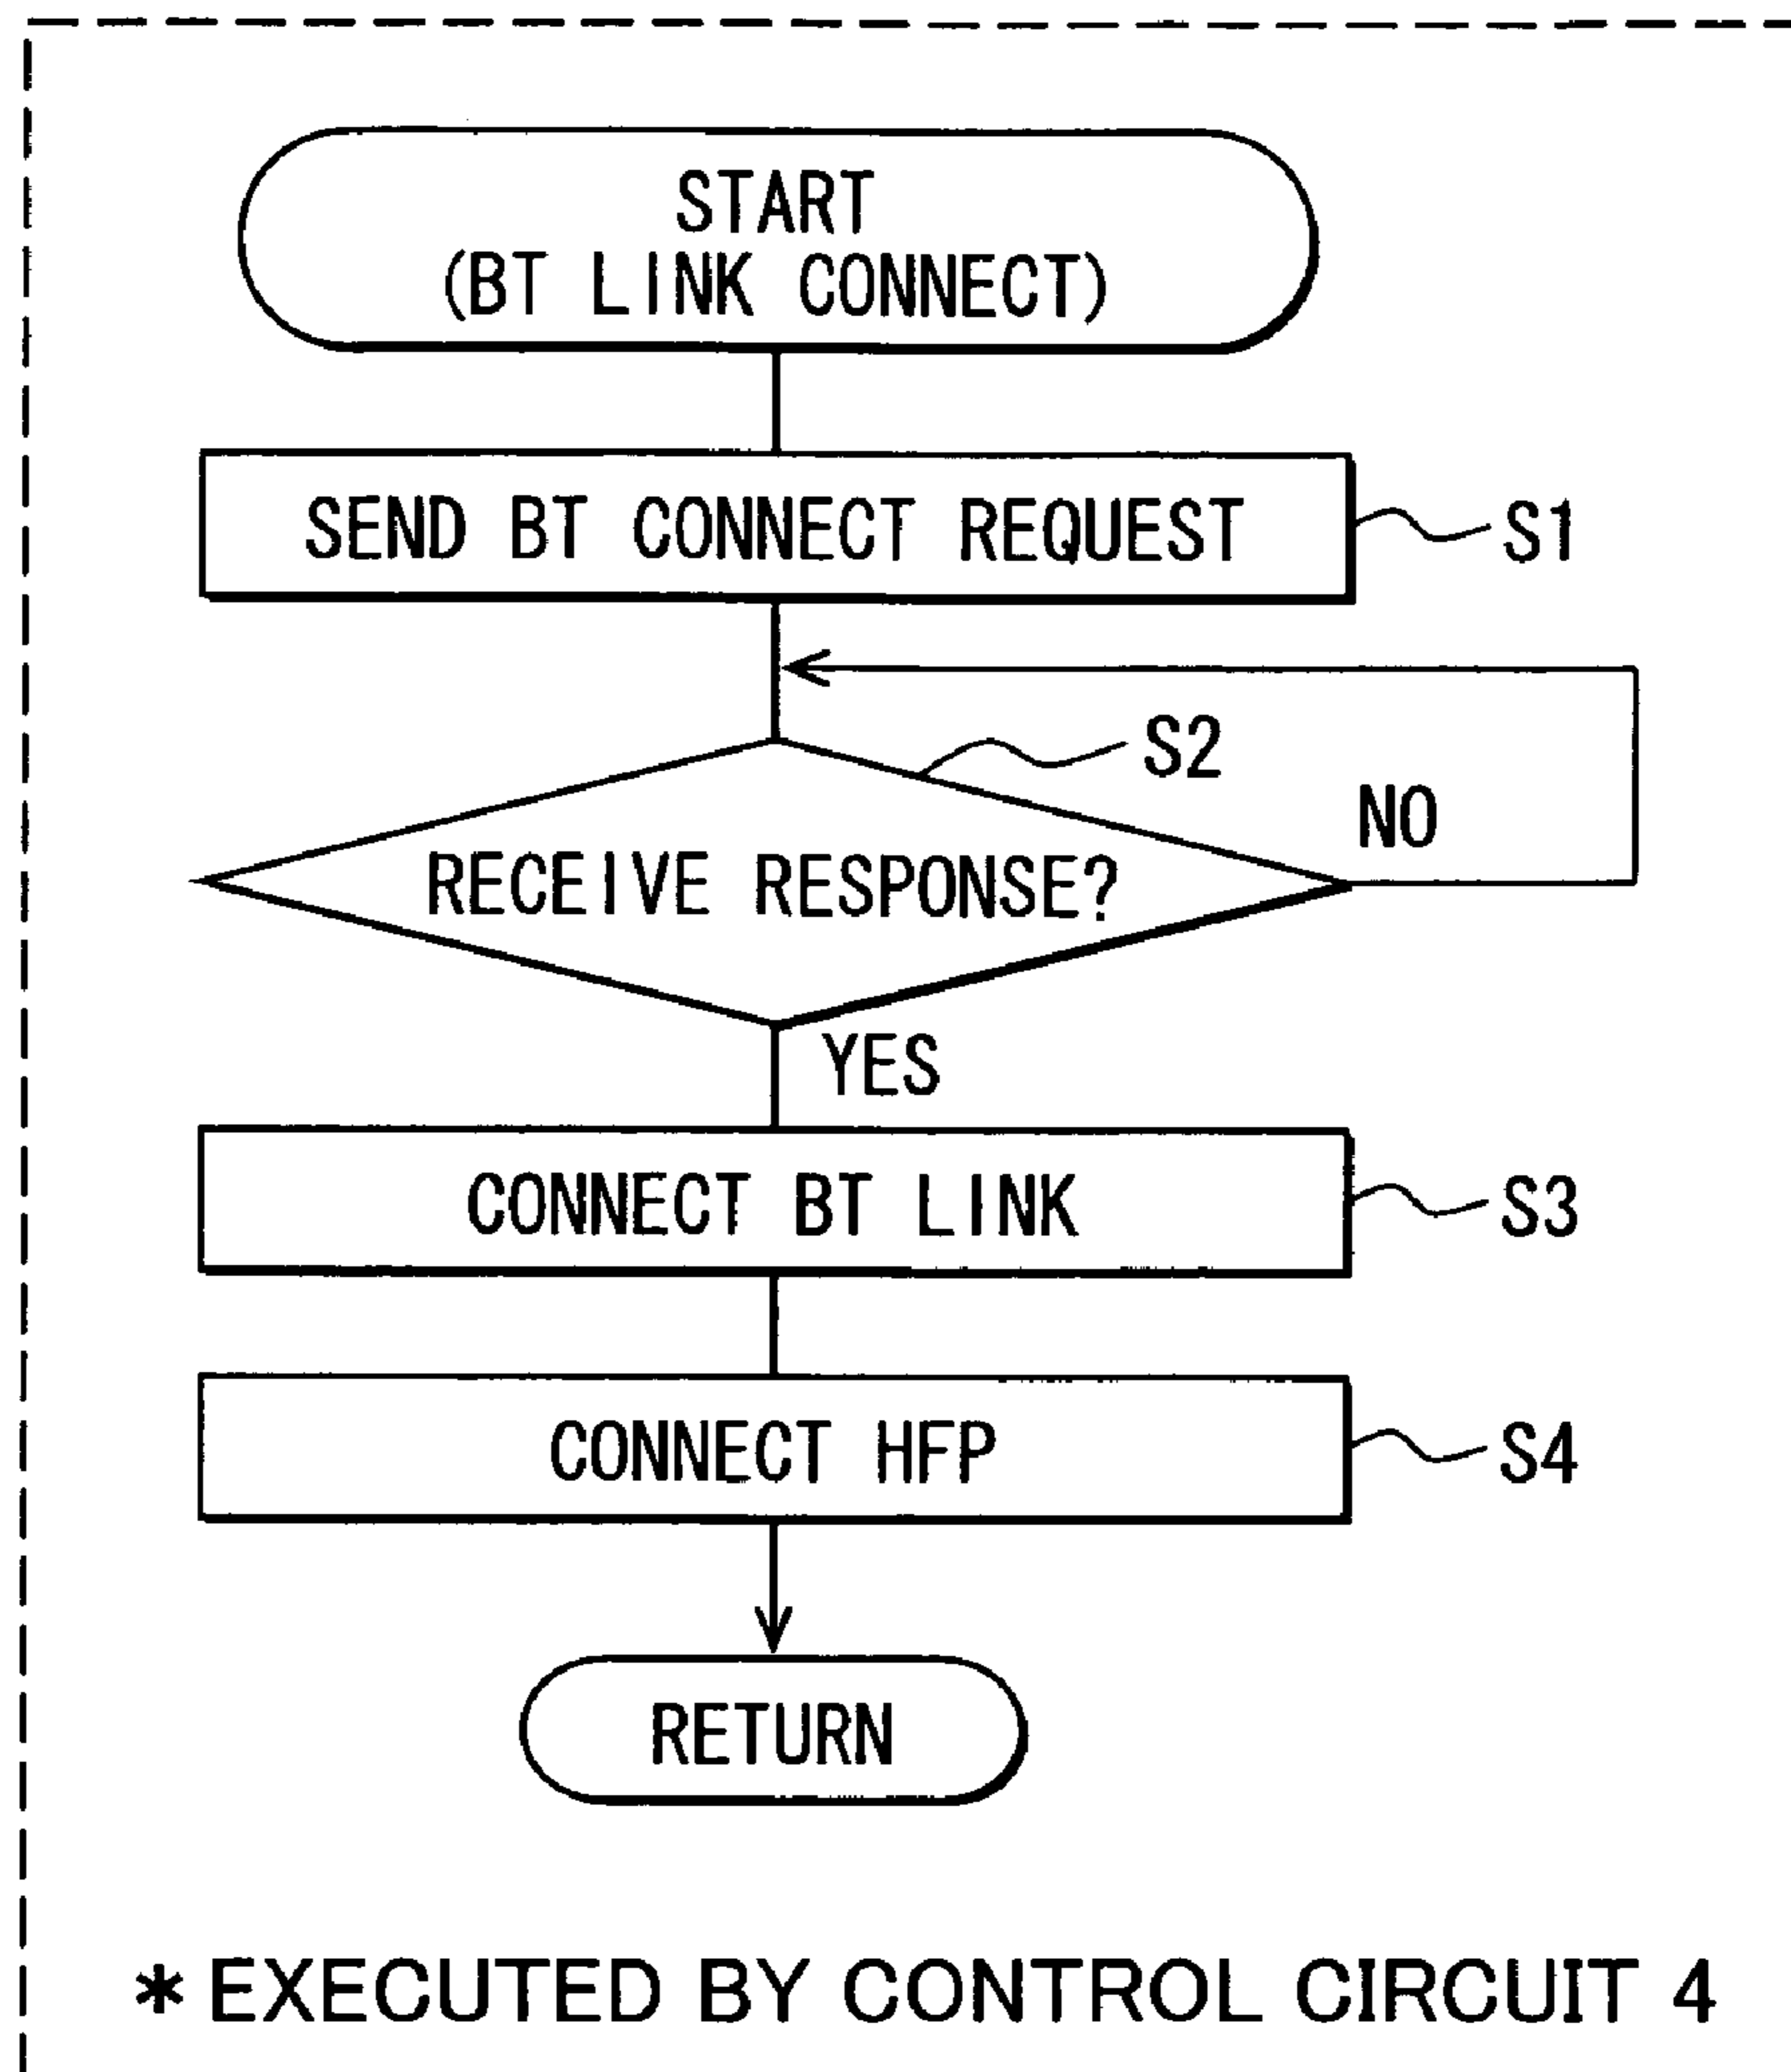 START
(BT LINK CONNECT)
SEND BT CONNECT REQUEST
S1
S2
NO
RECEIVE RESPONSE?
YES
CONNECT BT LINK
S3
CONNECT HFP
S4
RETURN
* EXECUTED BY CONTROL CIRCUIT 4